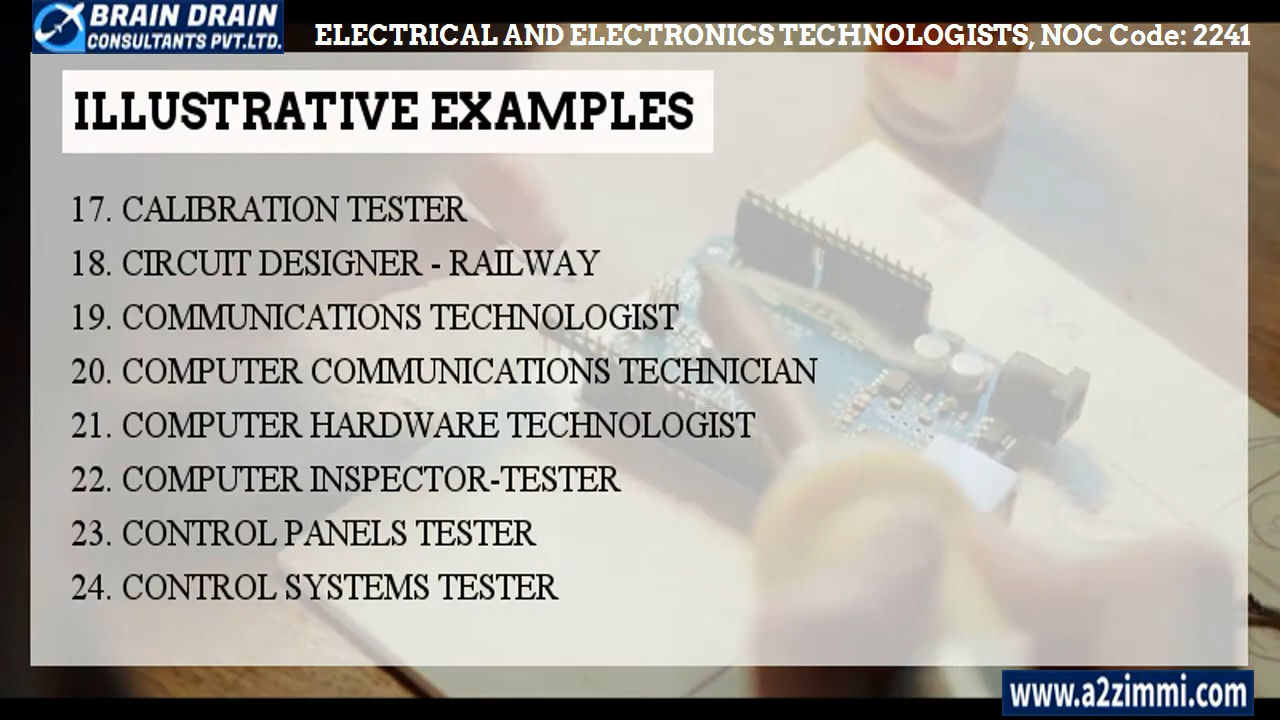 BRAIN DRAIN
CONSULTANTS PVT.LTD.
ELECTRICAL AND ELECTRONICS TECHNOLOGISTS, NOC Code: 2241
ILLUSTRATIVE EXAMPLES
17. CALIBRATION TESTER
18. CIRCUIT DESIGNER - RAILWAY
19. COMMUNICATIONS TECHNOLOGIST
20. COMPUTER COMMUNICATIONS TECHNICIAN
21. COMPUTER HARDWARE TECHNOLOGIST
22. COMPUTER INSPECTOR-TESTER
23. CONTROL PANELS TESTER
24. CONTROL SYSTEMS TESTER
www.a2zimmi.com